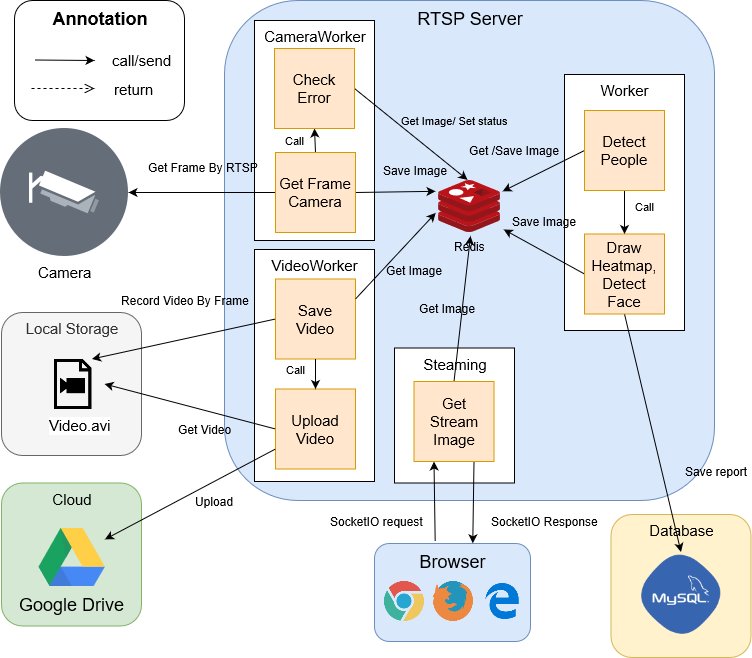 Annotation
call/send
return
RTSP Server
CameraWorker
Check
Error
Call
Get Frame
Camera
Get Image/ Set status
Save Image
Get Frame By RTSP
Camera
Redis
Worker
Detect
People
Get /Save Image
Call
Save Image
Draw
Heatmap,
Detect
Face
VideoWorker
Save
Video
Get Image
Record Video By Frame
Call
Upload
Video
Get Video
Upload
Local Storage
Video.avi
Get Image
Steaming
Get
Stream
Image
SocketIO request
SocketIO Response
Save report
Cloud
Google Drive
Browser
Database
MySQL